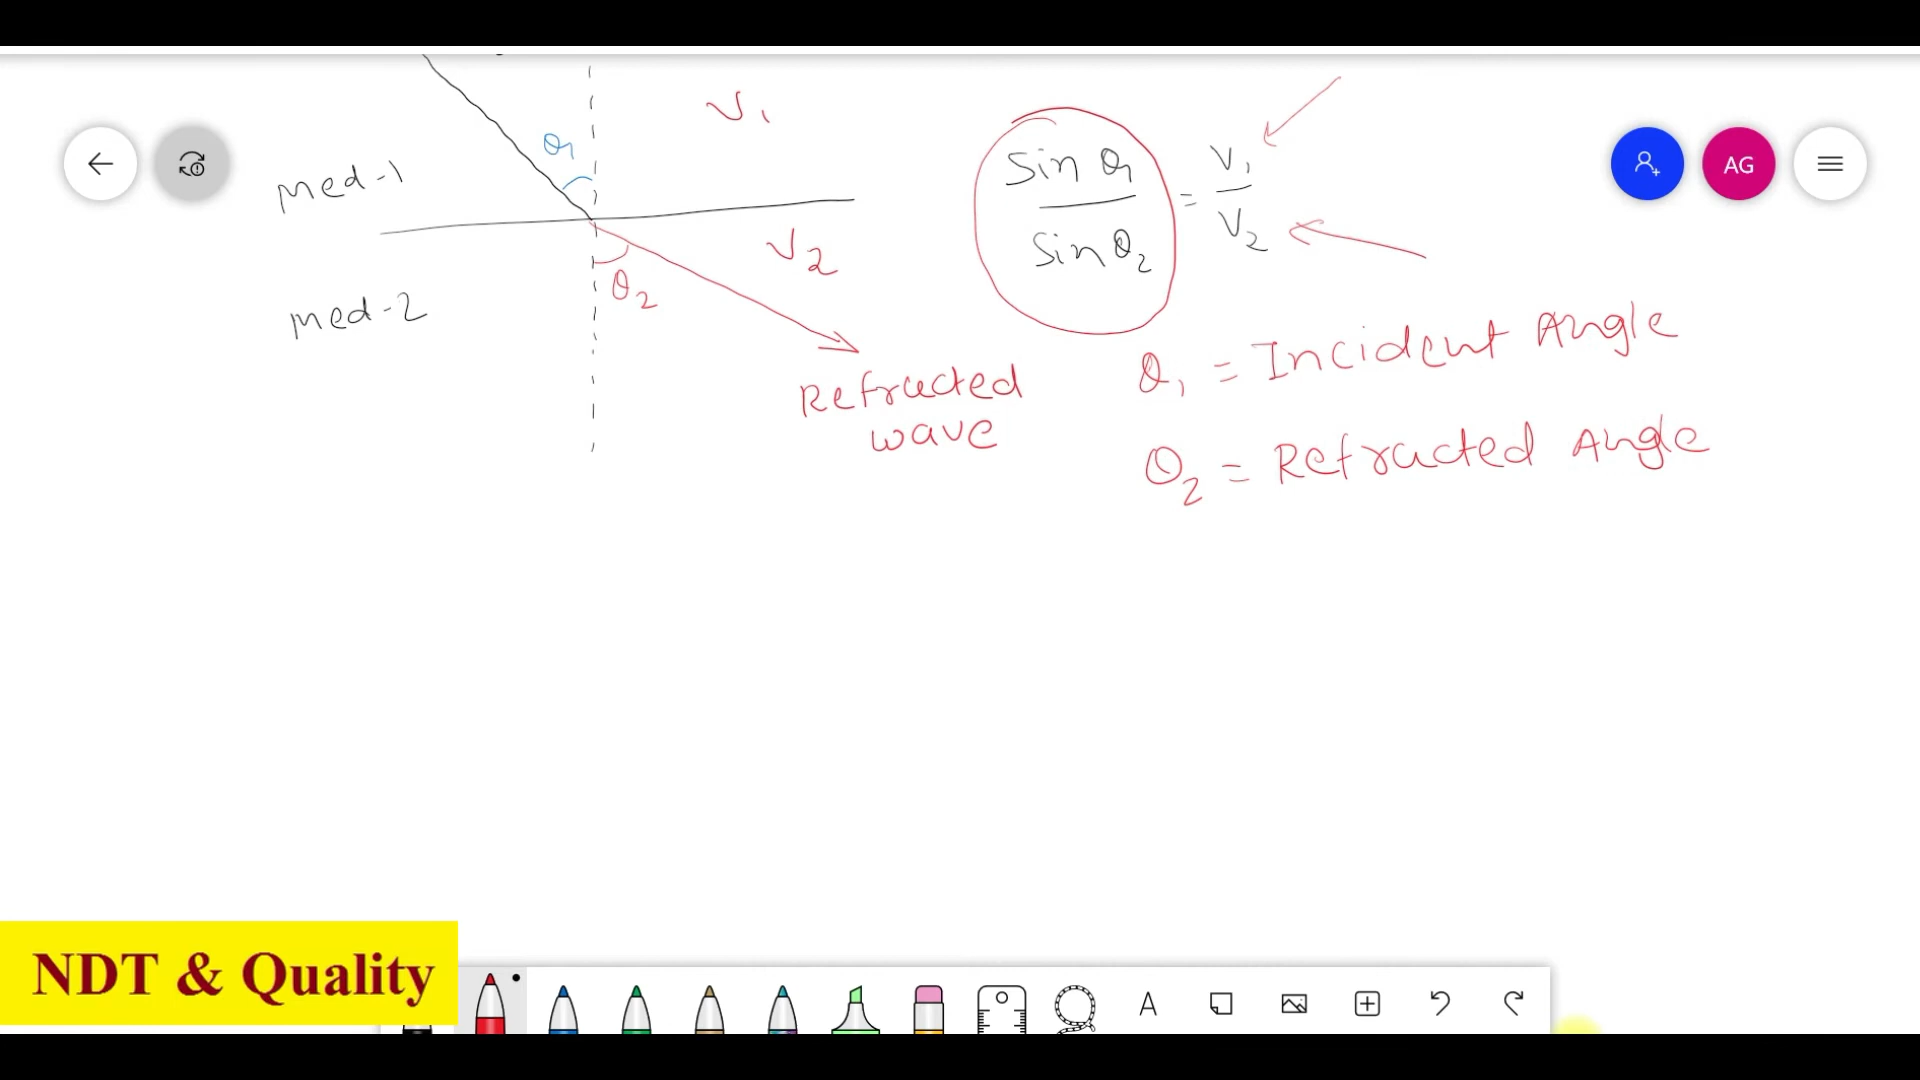 V₁
θ₁
med-1
Sin θ₁ / Sin θ₂ = V₁ / V₂
V₂
θ₂
med-2
Refracted
wave
θ₁ = Incident Angle
θ₂ = Refracted Angle
AG
NDT & Quality
A